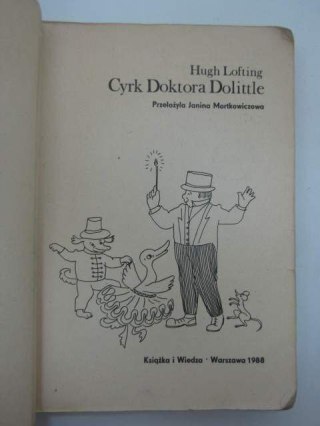 Hugh Lofting
Cyrk Doktora Dolittle
Przełożyła Janina Mortkowiczowa
Książka i Wiedza · Warszawa 1988